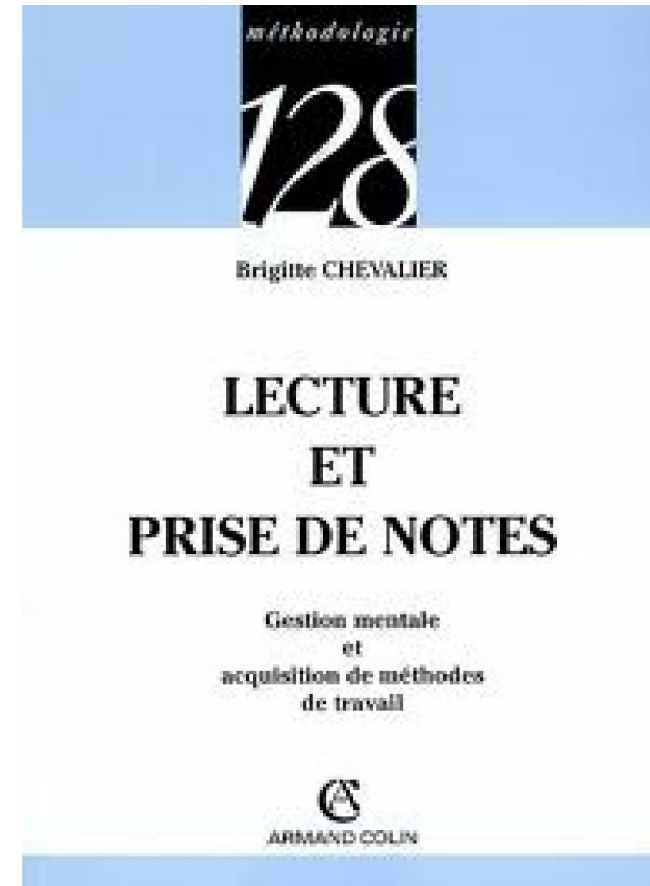 méthodologie
128
Brigitte CHEVALIER
LECTURE
ET
PRISE DE NOTES
Gestion mentale
et
acquisition de méthodes
de travail
ARMAND COLIN